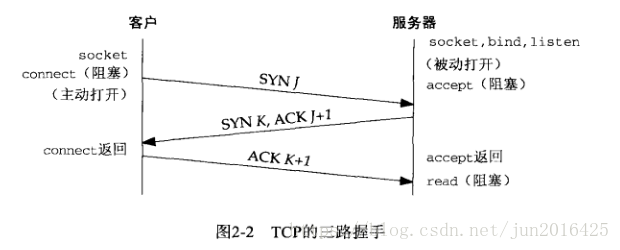 客户
服务器
socket
connect（阻塞）
（主动打开）
socket,bind,listen
（被动打开）
accept（阻塞）
SYN J
SYN K, ACK J+1
connect返回
ACK K+1
accept返回
read（阻塞）
图2-2 TCP的三路握手
https://blog.csdn.net/jun2016425